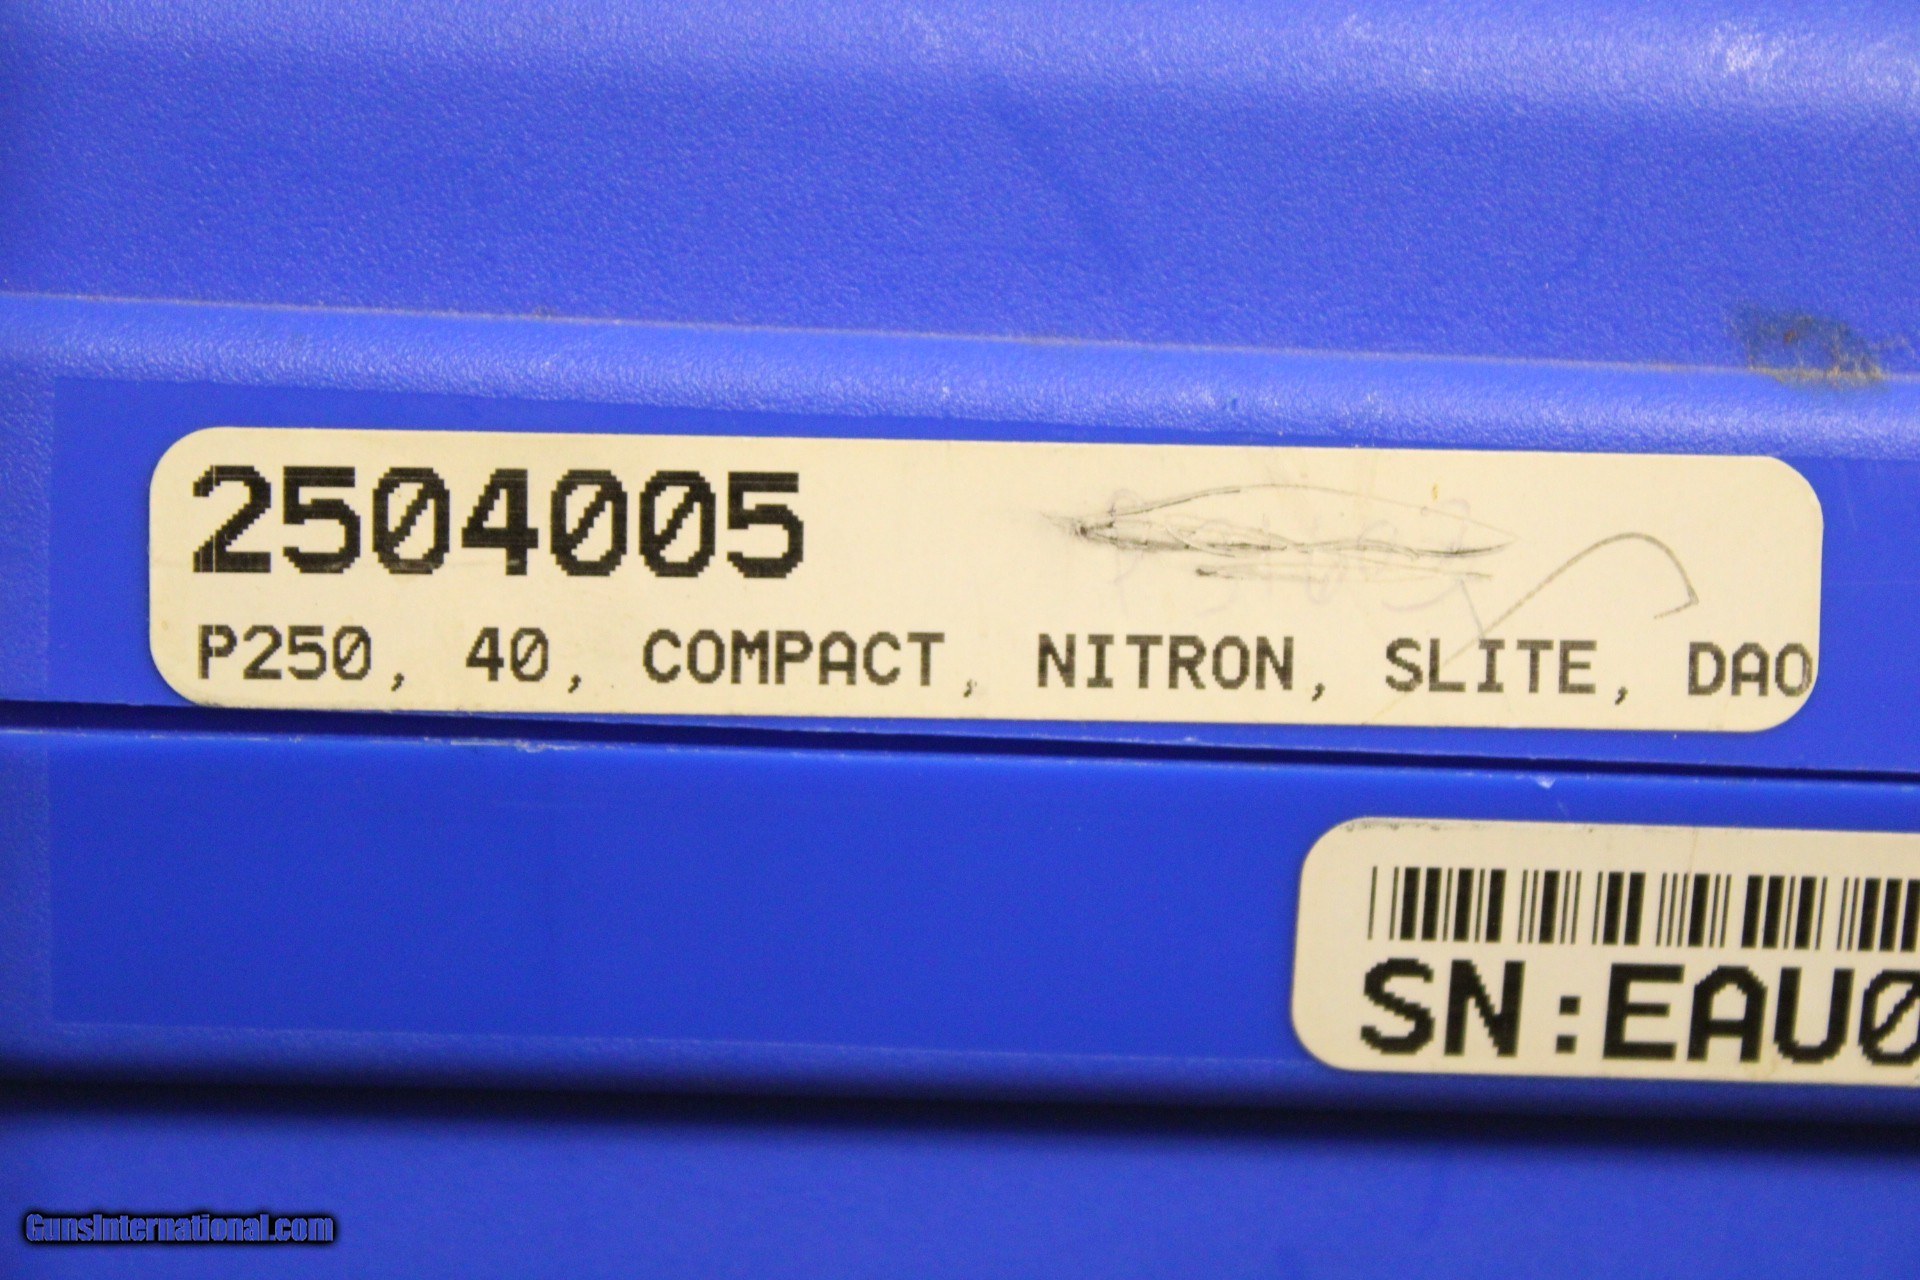 2504005
P250, 40, COMPACT, NITRON, SLITE, DAO
SN:EAU0
GunsInternational.com